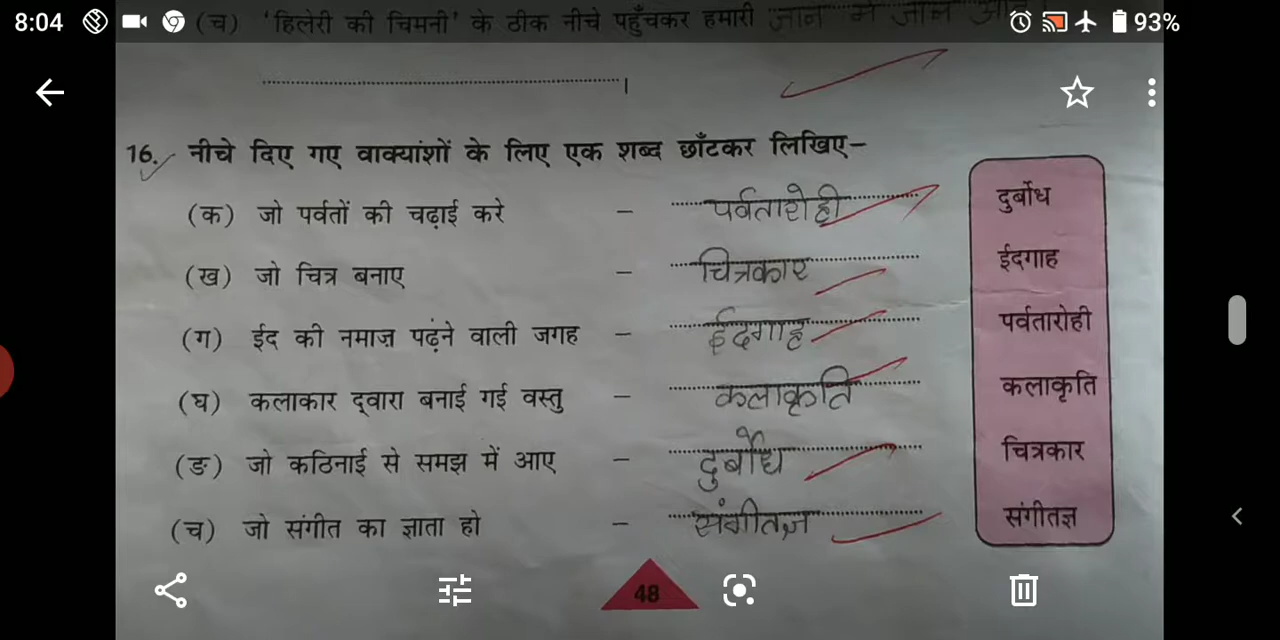 8:04 93%
(च) 'हिलेरी की चिमनी' के ठीक नीचे पहुँचकर हमारी जान में जान
16. नीचे दिए गए वाक्यांशों के लिए एक शब्द छाँटकर लिखिए-
(क) जो पर्वतों की चढ़ाई करे - पर्वतारोही
(ख) जो चित्र बनाए - चित्रकार
(ग) ईद की नमाज़ पढ़ने वाली जगह - ईदगाह
(घ) कलाकार द्वारा बनाई गई वस्तु - कलाकृति
(ङ) जो कठिनाई से समझ में आए - दुर्बोध
(च) जो संगीत का ज्ञाता हो - संगीतज्ञ
दुर्बोध
ईदगाह
पर्वतारोही
कलाकृति
चित्रकार
संगीतज्ञ
48